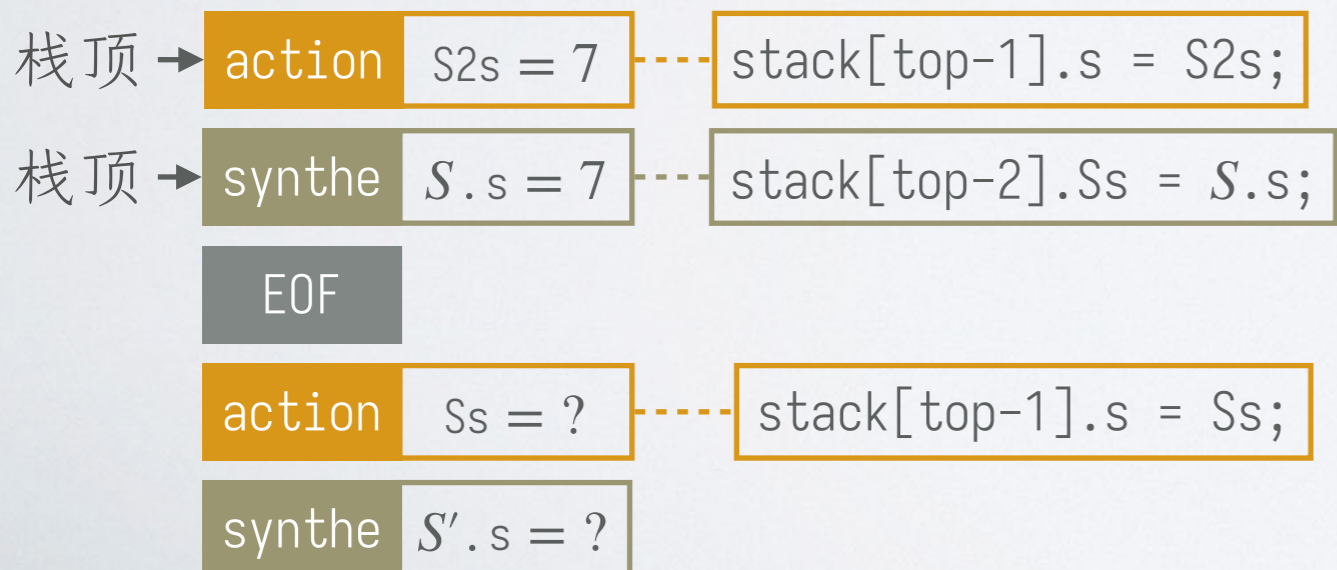 栈顶 action S2s = 7 stack[top-1].s = S2s;
栈顶 synthe S.s = 7 stack[top-2].Ss = S.s;
EOF
action Ss = ? stack[top-1].s = Ss;
synthe S′.s = ?